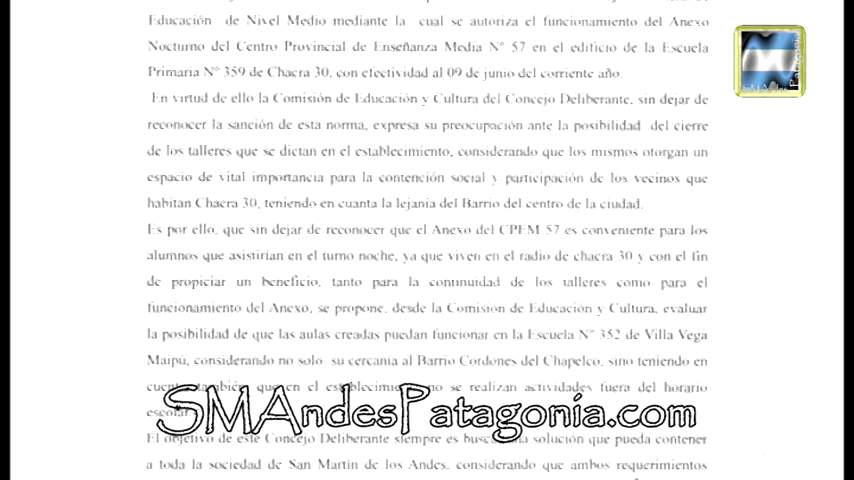 Educación de Nivel Medio mediante la cual se autoriza el funcionamiento del Anexo
Nocturno del Centro Provincial de Enseñanza Media Nº 57 en el edificio de la Escuela
Primaria Nº 359 de Chacra 30, con efectividad al 09 de junio del corriente año.
En virtud de ello la Comisión de Educación y Cultura del Concejo Deliberante, sin dejar de
reconocer la sanción de esta norma, expresa su preocupación ante la posibilidad del cierre
de los talleres que se dictan en el establecimiento, considerando que los mismos otorgan un
espacio de vital importancia para la contención social y participación de los vecinos que
habitan Chacra 30, teniendo en cuanta la lejanía del Barrio del centro de la ciudad.
Es por ello, que sin dejar de reconocer que el Anexo del CPEM 57 es conveniente para los
alumnos que asistirían en el turno noche, ya que viven en el radio de chacra 30 y con el fin
de propiciar un beneficio, tanto para la continuidad de los talleres como para el
funcionamiento del Anexo, se propone, desde la Comisión de Educación y Cultura, evaluar
la posibilidad de que las aulas creadas puedan funcionar en la Escuela Nº 352 de Villa Vega
Maipú, considerando no solo su cercanía al Barrio Cordones del Chapelco, sino teniendo en
cuenta también que en el establecimiento no se realizan actividades fuera del horario
escolar
SMAndesPatagonía.com
El objetivo de este Concejo Deliberante siempre es buscar una solución que pueda contener
a toda la sociedad de San Martín de los Andes, considerando que ambos requerimientos